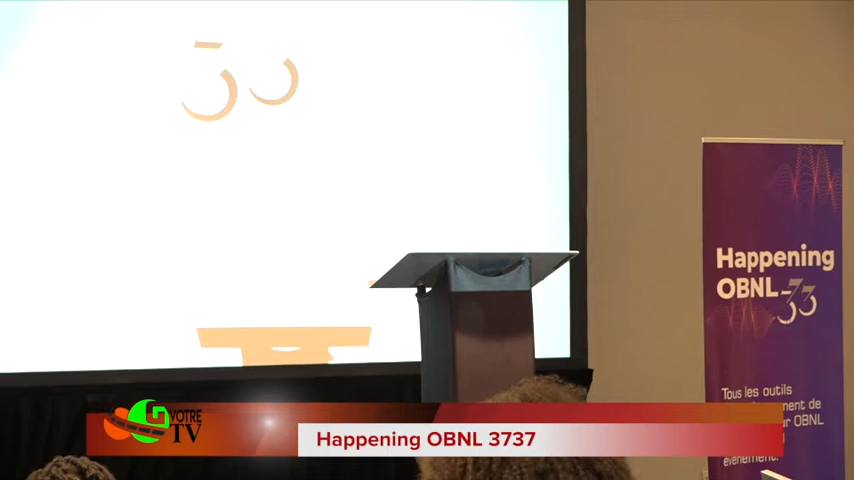 Happening
OBNL
Tous les outils
ment de
OBNL
événement.
VOTRE
TV
Happening OBNL 3737